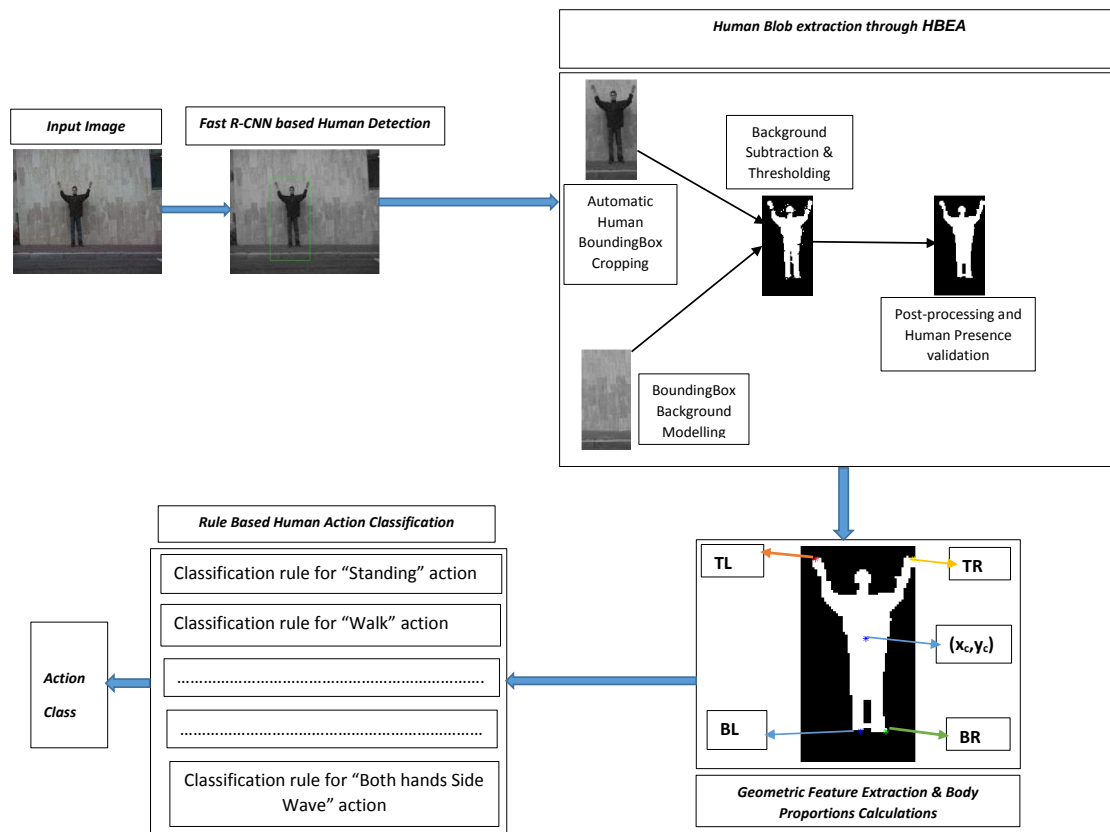 Human Blob extraction through HBEA
Input Image
Fast R-CNN based Human Detection
Automatic
Human
BoundingBox
Cropping
Background
Subtraction &
Thresholding
Post-processing and
Human Presence
validation
BoundingBox
Background
Modelling
TL
TR
(xc,yc)
BL
BR
Geometric Feature Extraction & Body
Proportions Calculations
Rule Based Human Action Classification
Classification rule for “Standing” action
Classification rule for “Walk” action
……………………………………………………………….
………………………………………………………………
Classification rule for “Both hands Side
Wave” action
Action
Class